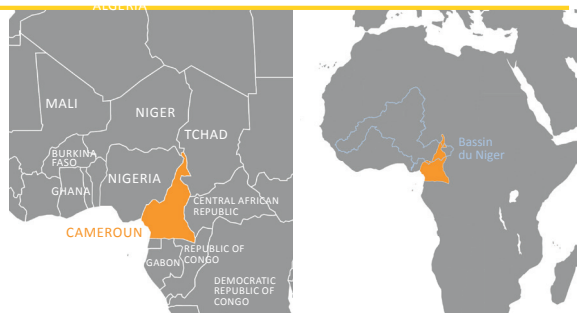 ALGERIA
MALI
NIGER
TCHAD
BURKINA
FASO
GHANA
NIGERIA
CENTRAL AFRICAN
REPUBLIC
CAMEROUN
REPUBLIC OF
CONGO
GABON
DEMOCRATIC
REPUBLIC OF
CONGO
Bassin
du Niger